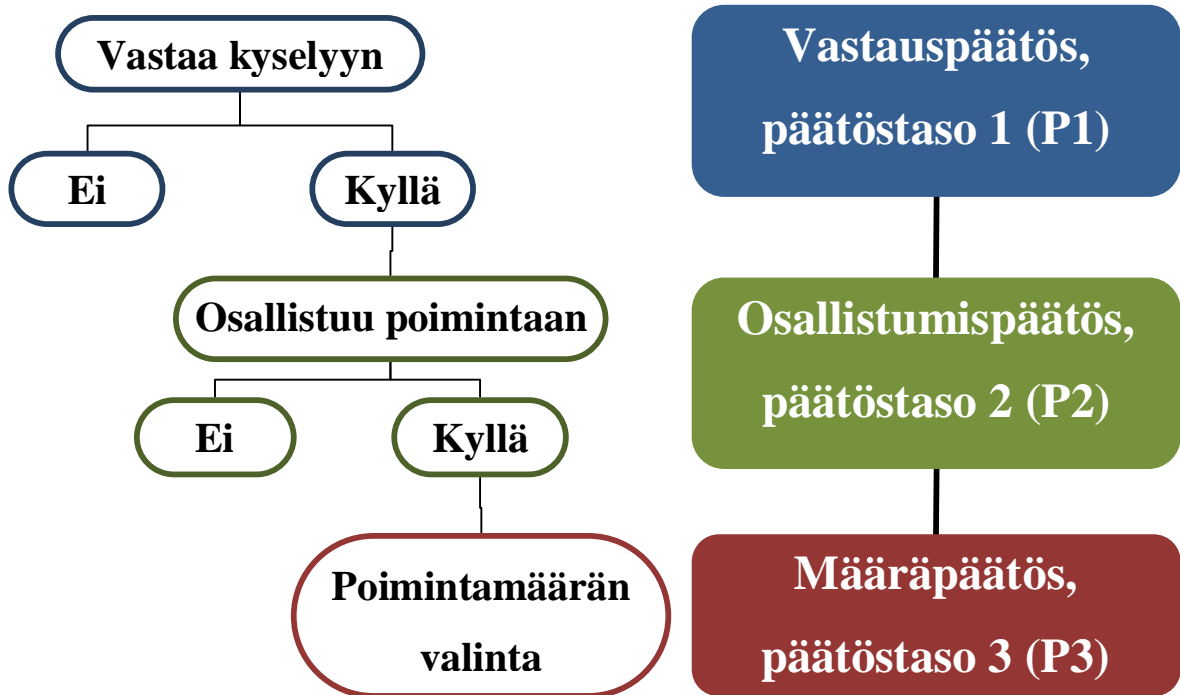 Vastaa kyselyyn
Ei
Kyllä
Osallistuu poimintaan
Ei
Kyllä
Poimintamäärän
valinta
Vastauspäätös,
päätöstaso 1 (P1)
Osallistumispäätös,
päätöstaso 2 (P2)
Määräpäätös,
päätöstaso 3 (P3)